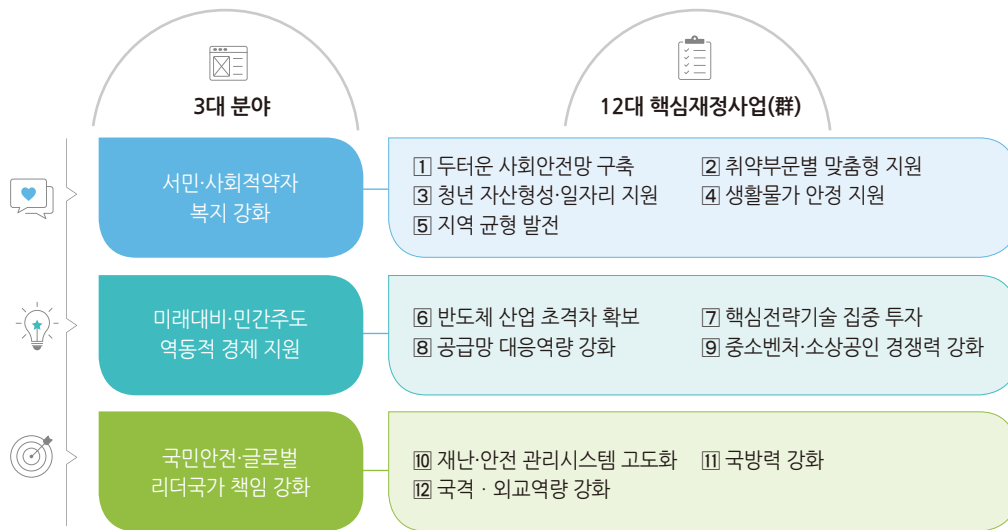 3대 분야
12대 핵심재정사업(群)
서민·사회적약자
복지 강화
1 두터운 사회안전망 구축 2 취약부문별 맞춤형 지원
3 청년 자산형성·일자리 지원 4 생활물가 안정 지원
5 지역 균형 발전
미래대비·민간주도
역동적 경제 지원
6 반도체 산업 초격차 확보 7 핵심전략기술 집중 투자
8 공급망 대응역량 강화 9 중소벤처·소상공인 경쟁력 강화
국민안전·글로벌
리더국가 책임 강화
10 재난·안전 관리시스템 고도화 11 국방력 강화
12 국격 · 외교역량 강화